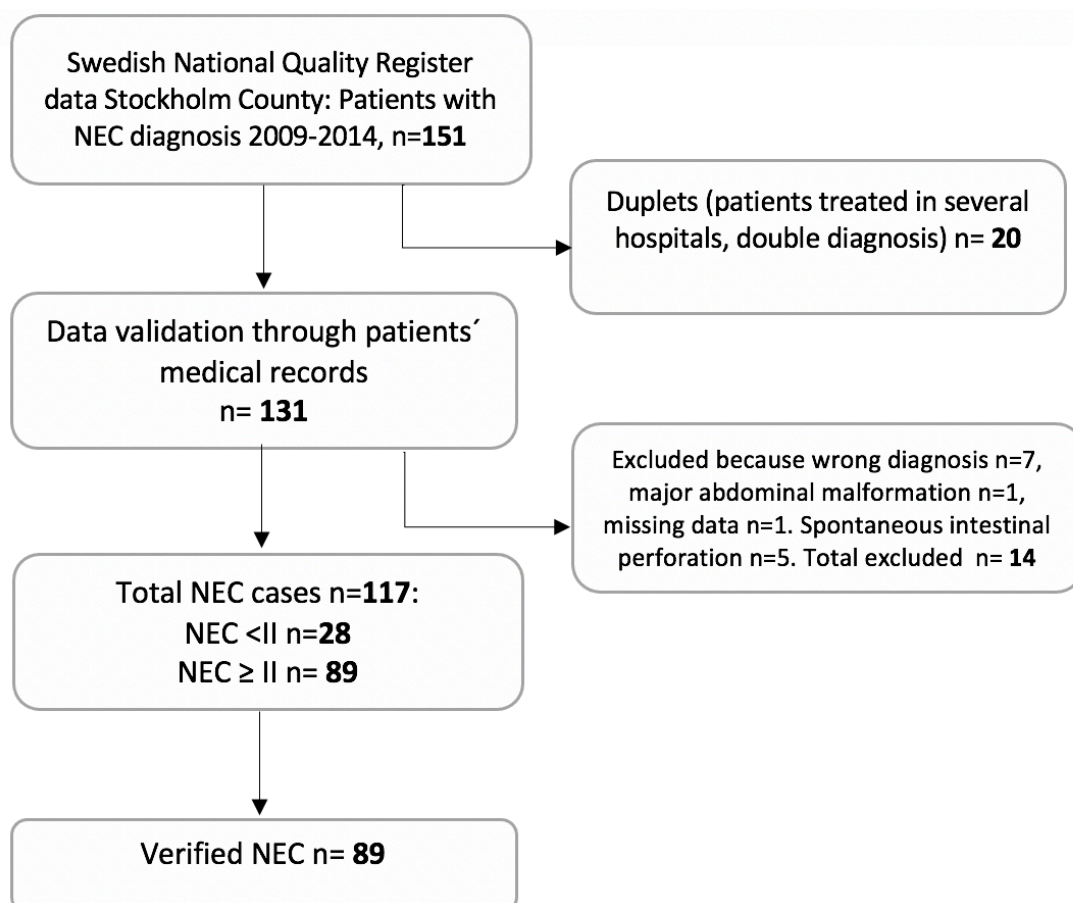 Swedish National Quality Register
data Stockholm County: Patients with
NEC diagnosis 2009-2014, n=151
Duplets (patients treated in several
hospitals, double diagnosis) n= 20
Data validation through patients´
medical records
n= 131
Excluded because wrong diagnosis n=7,
major abdominal malformation n=1,
missing data n=1. Spontaneous intestinal
perforation n=5. Total excluded  n= 14
Total NEC cases n=117:
NEC <II n=28
NEC ≥ II n= 89
Verified NEC n= 89